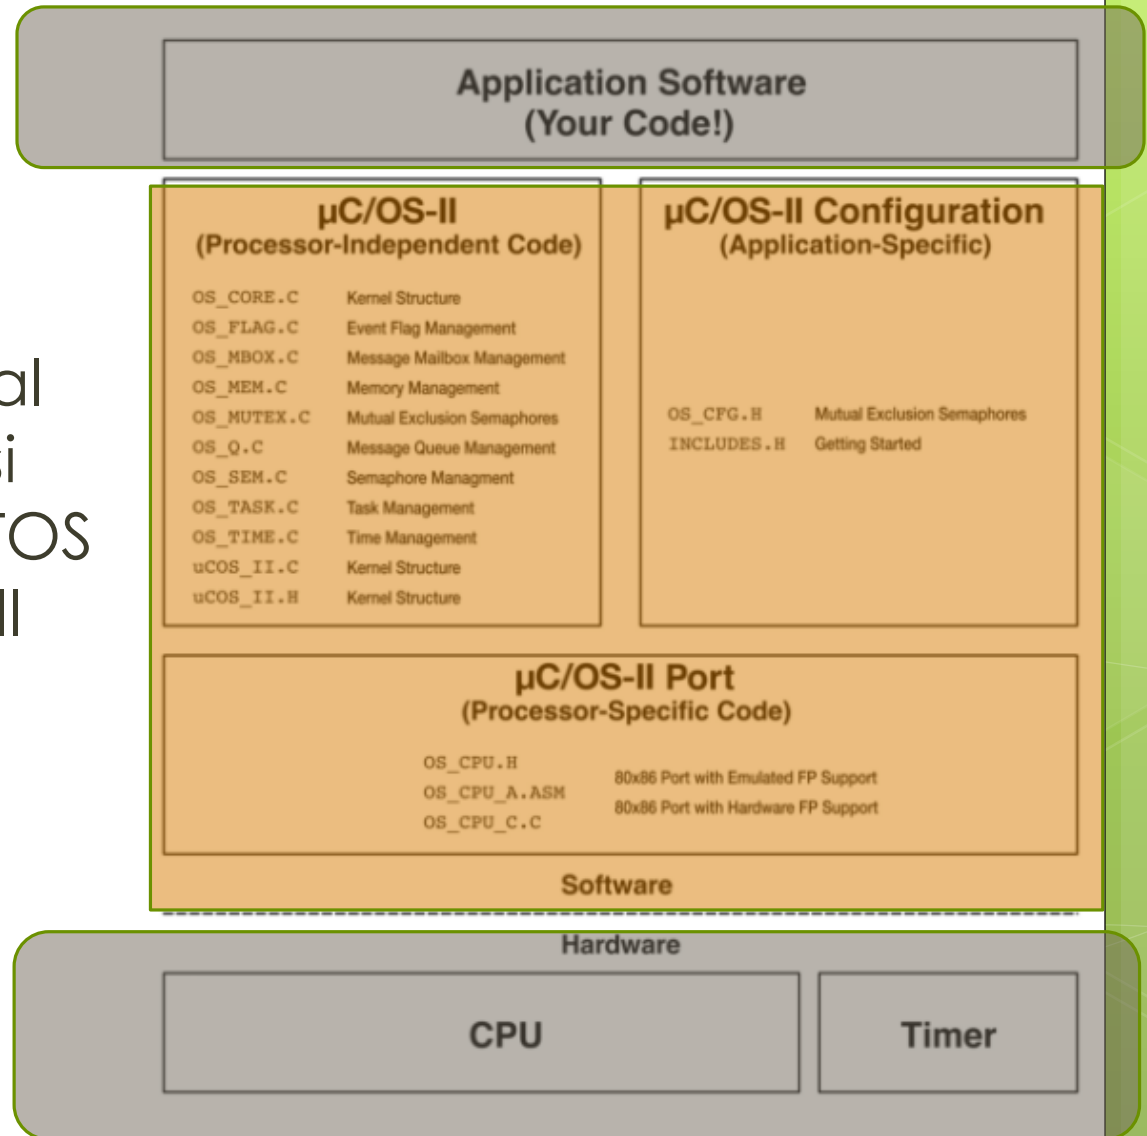 Application Software
(Your Code!)
µC/OS-II
(Processor-Independent Code)
OS_CORE.C Kernel Structure
OS_FLAG.C Event Flag Management
OS_MBOX.C Message Mailbox Management
OS_MEM.C Memory Management
OS_MUTEX.C Mutual Exclusion Semaphores
OS_Q.C Message Queue Management
OS_SEM.C Semaphore Managment
OS_TASK.C Task Management
OS_TIME.C Time Management
uCOS_II.C Kernel Structure
uCOS_II.H Kernel Structure
µC/OS-II Configuration
(Application-Specific)
OS_CFG.H Mutual Exclusion Semaphores
INCLUDES.H Getting Started
µC/OS-II Port
(Processor-Specific Code)
OS_CPU.H
OS_CPU_A.ASM
OS_CPU_C.C
80x86 Port with Emulated FP Support
80x86 Port with Hardware FP Support
Software
Hardware
CPU
Timer